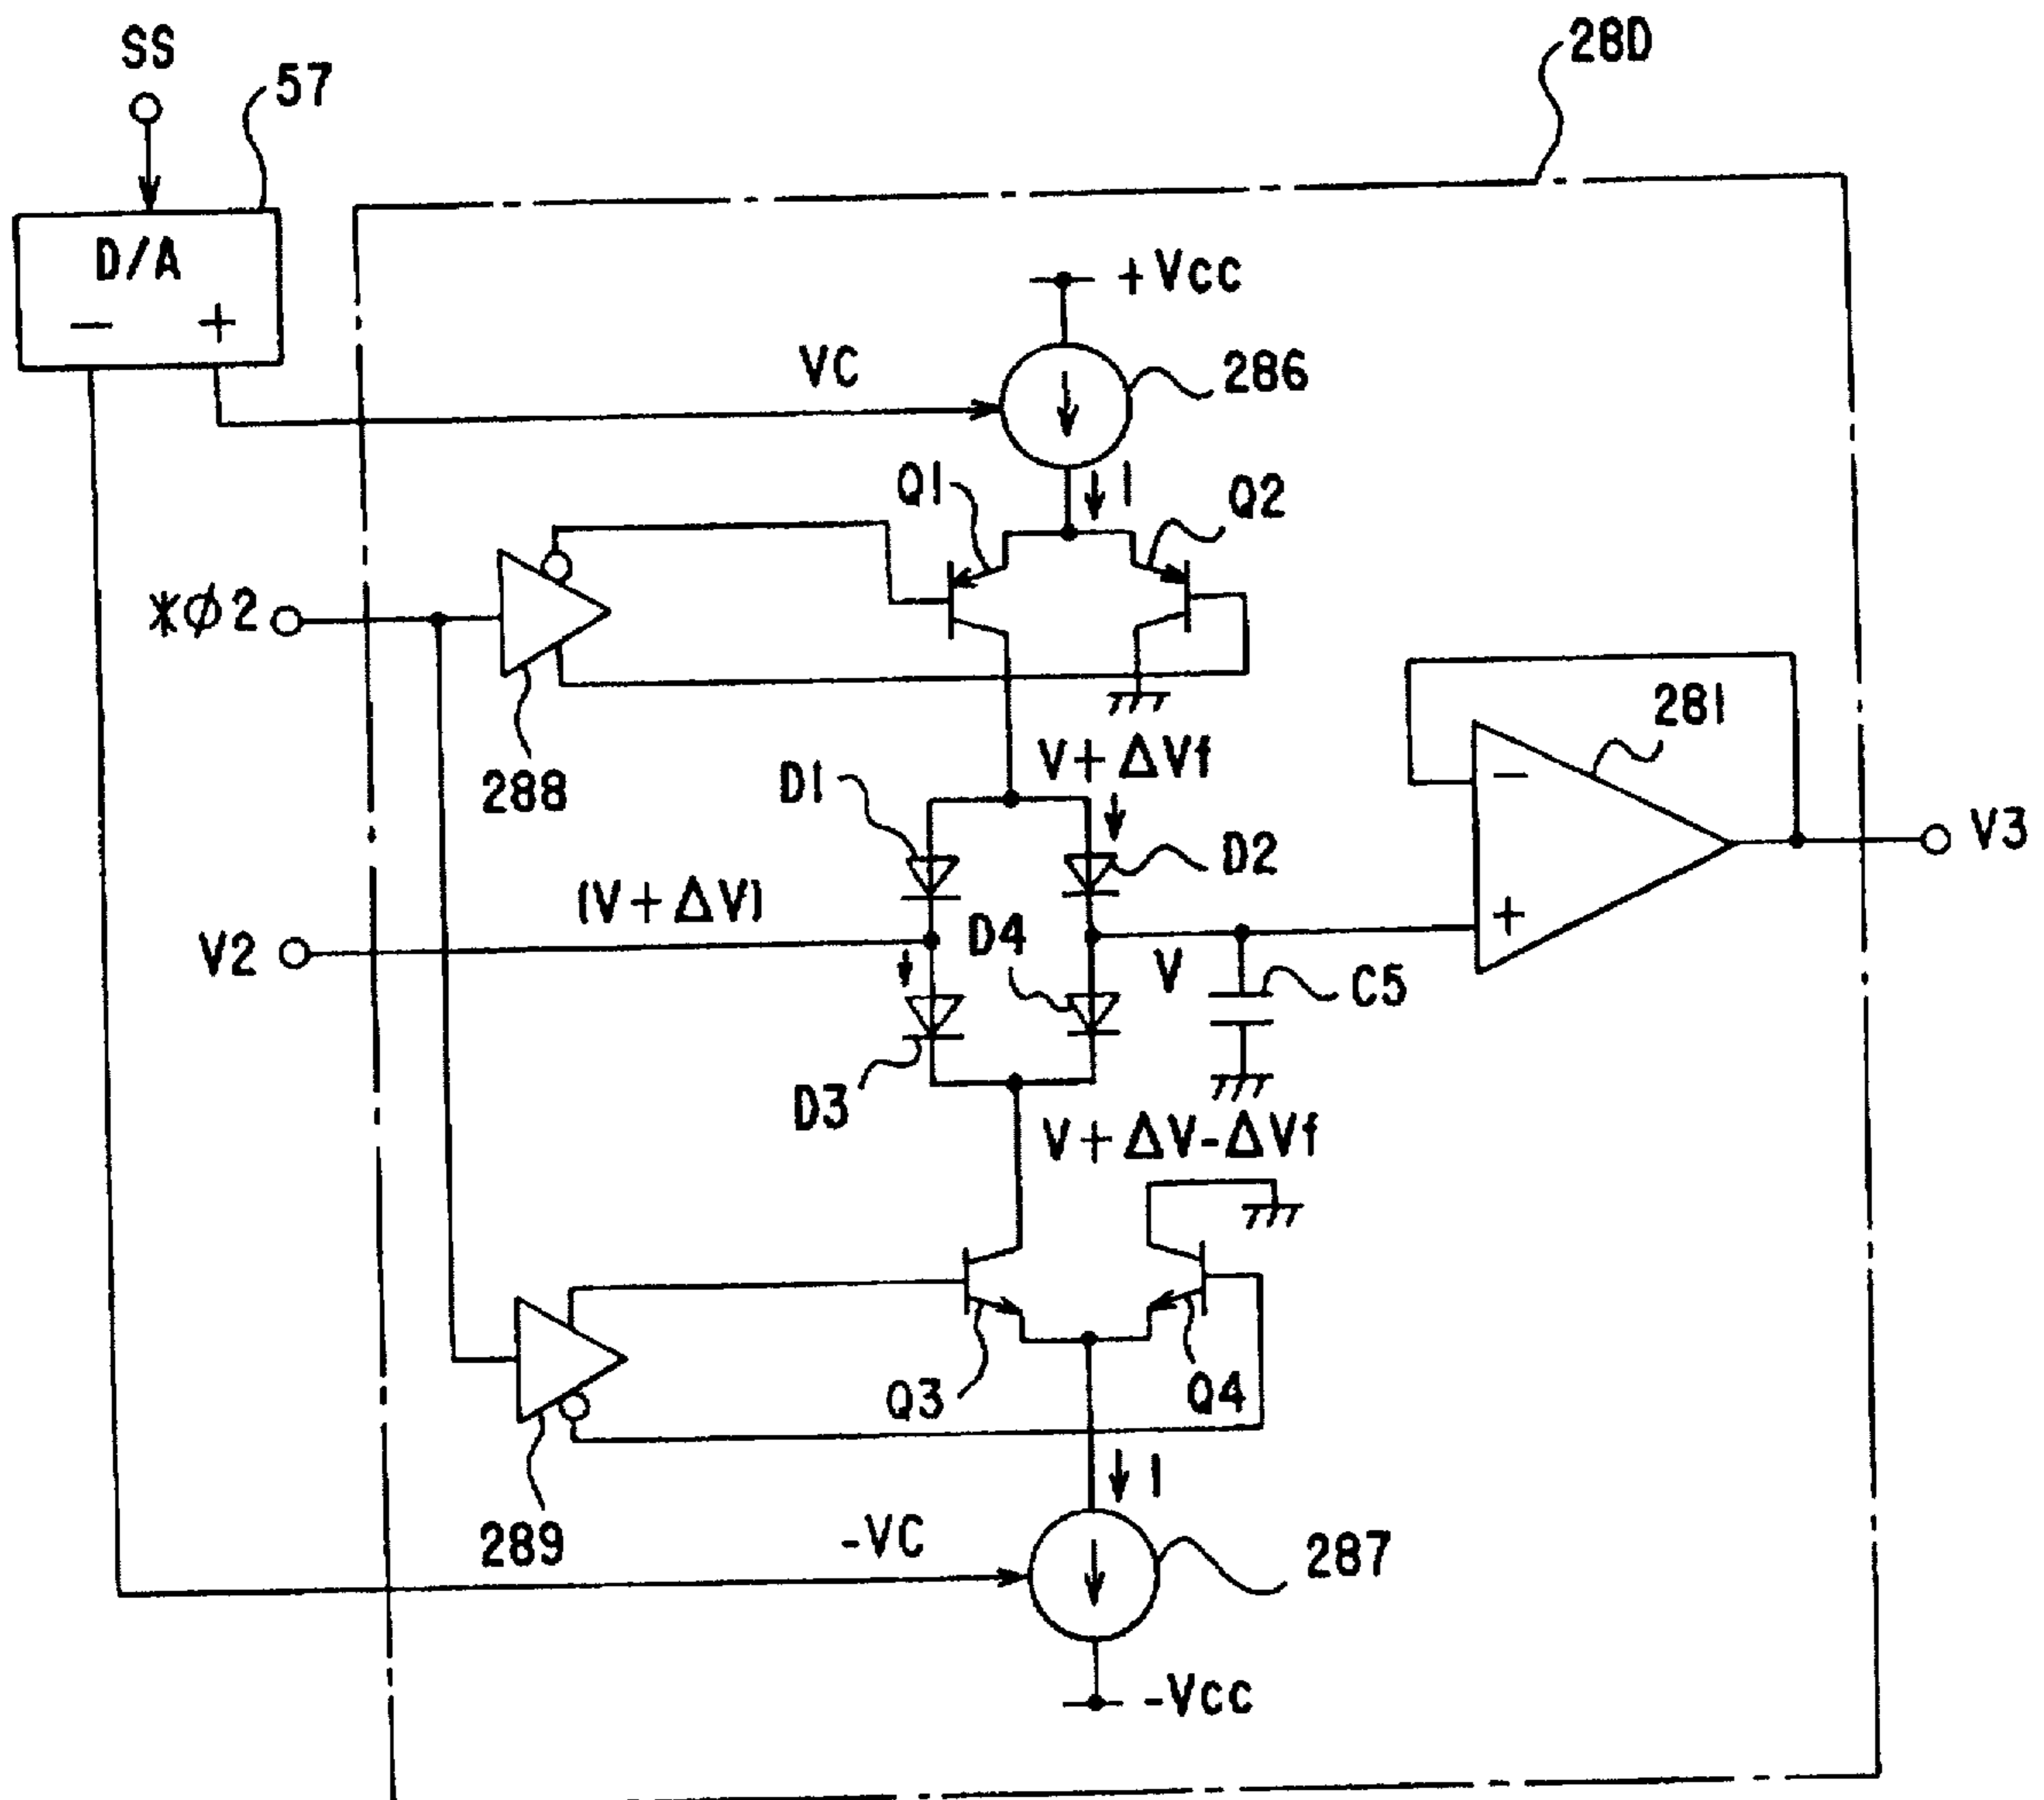 SS
57
28D
D/A
− +
+Vcc
VC
286
Q1
I
Q2
*φ2
288
V+ΔVf
D1
281
−
D2
V3
(V+ΔV)
+
V2
D4
V
C5
D3
V+ΔV-ΔVf
Q3
Q4
289
I
-VC
287
-Vcc